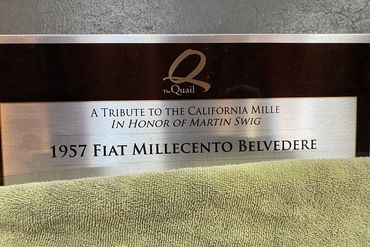 Q
The Quail
A Tribute to the California Mille
In Honor of Martin Swig
1957 Fiat Millecento Belvedere